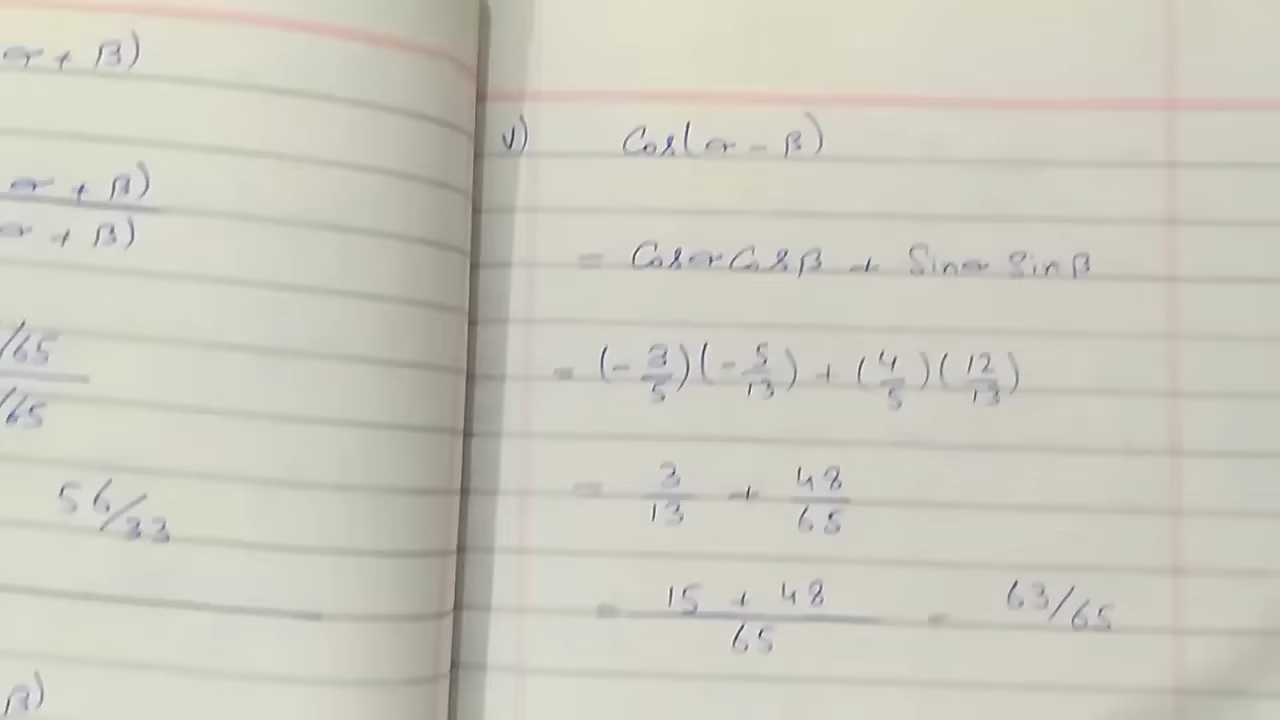 α + β)
α + β)
α + β)
/65
/65
56/33
β)
v) Cos(α - β)
= Cosα Cosβ + Sinα Sinβ
= (-3/5)(-5/13) + (4/5)(12/13)
= 3/13 + 48/65
= 15 + 48/65 = 63/65